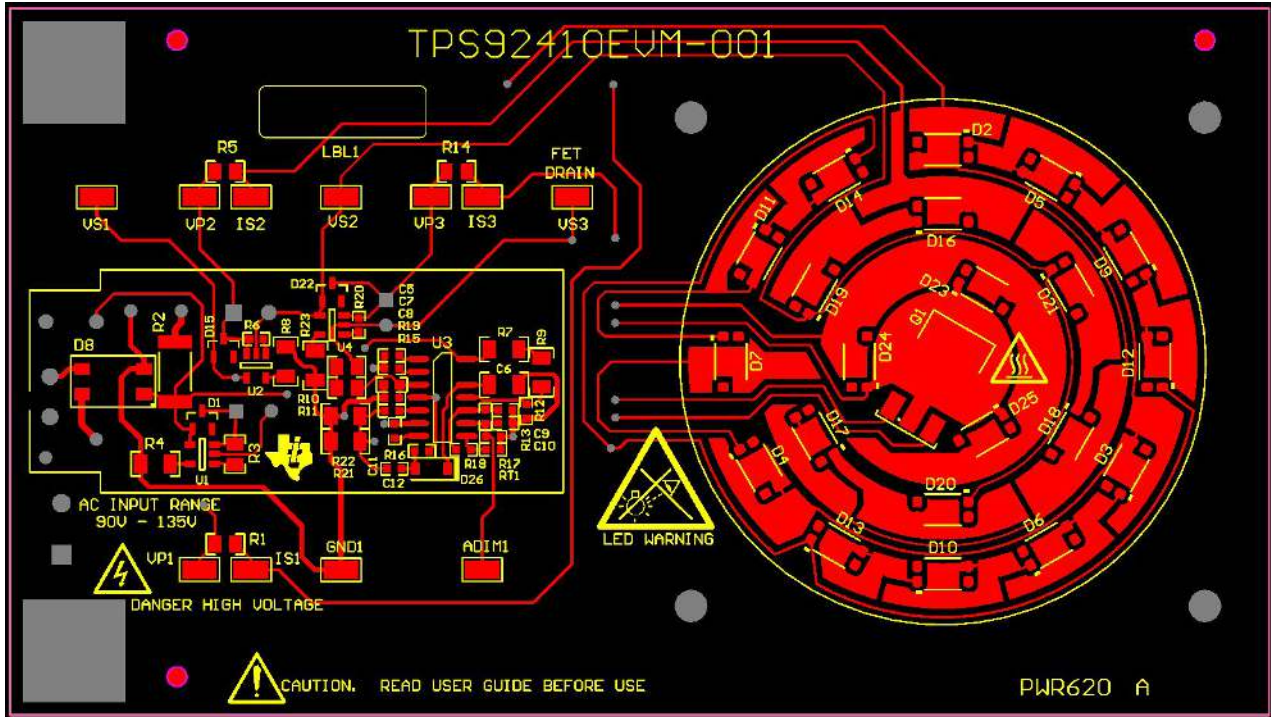 TPS92410EVM-001
LBL1
R5
R14
FET
DRAIN
VS1
VP2
IS2
VS2
VP3
IS3
VS3
D2
D5
D14
D11
D9
D16
D19
D21
D23
Q1
D24
D7
D12
D25
D18
D17
D3
D4
D20
D13
D6
D10
D22
C7
C8
R19
R15
R20
R23
R8
R6
D15
R2
D8
U4
U3
R7
R9
C6
U2
R10
R11
D1
R4
R3
U1
R12
R13
C9
C10
R22
R21
R16
C12
R18
R17
RT1
D26
AC INPUT RANGE
90V - 135V
VP1
R1
IS1
GND1
ADIM1
LED WARNING
DANGER HIGH VOLTAGE
CAUTION. READ USER GUIDE BEFORE USE
PWR620 A